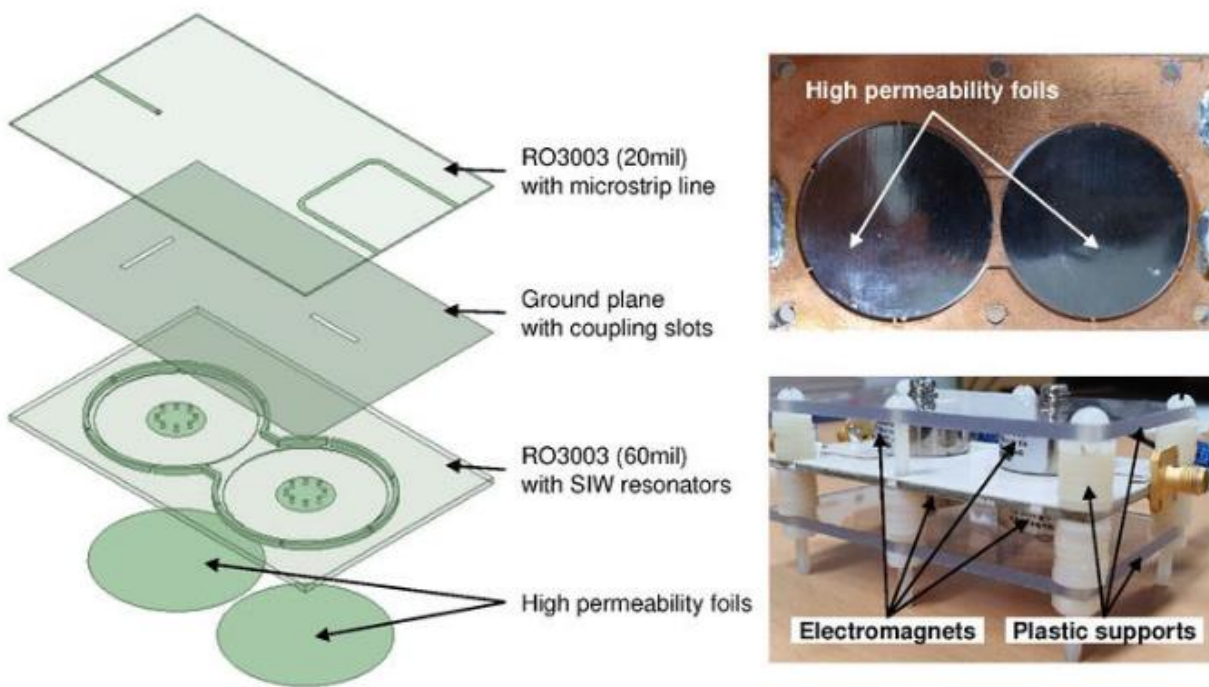 RO3003 (20mil)
with microstrip line
Ground plane
with coupling slots
RO3003 (60mil)
with SIW resonators
High permeability foils
High permeability foils
Electromagnets
Plastic supports